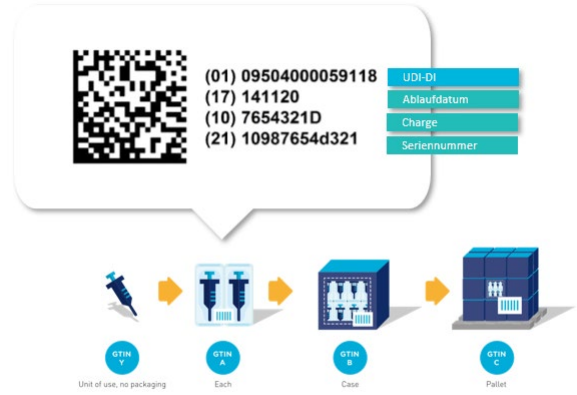 (01) 09504000059118 UDI-DI
(17) 141120 Ablaufdatum
(10) 7654321D Charge
(21) 10987654d321 Seriennummer
GTIN
Y
GTIN
A
GTIN
B
GTIN
C
Unit of use, no packaging
Each
Case
Pallet